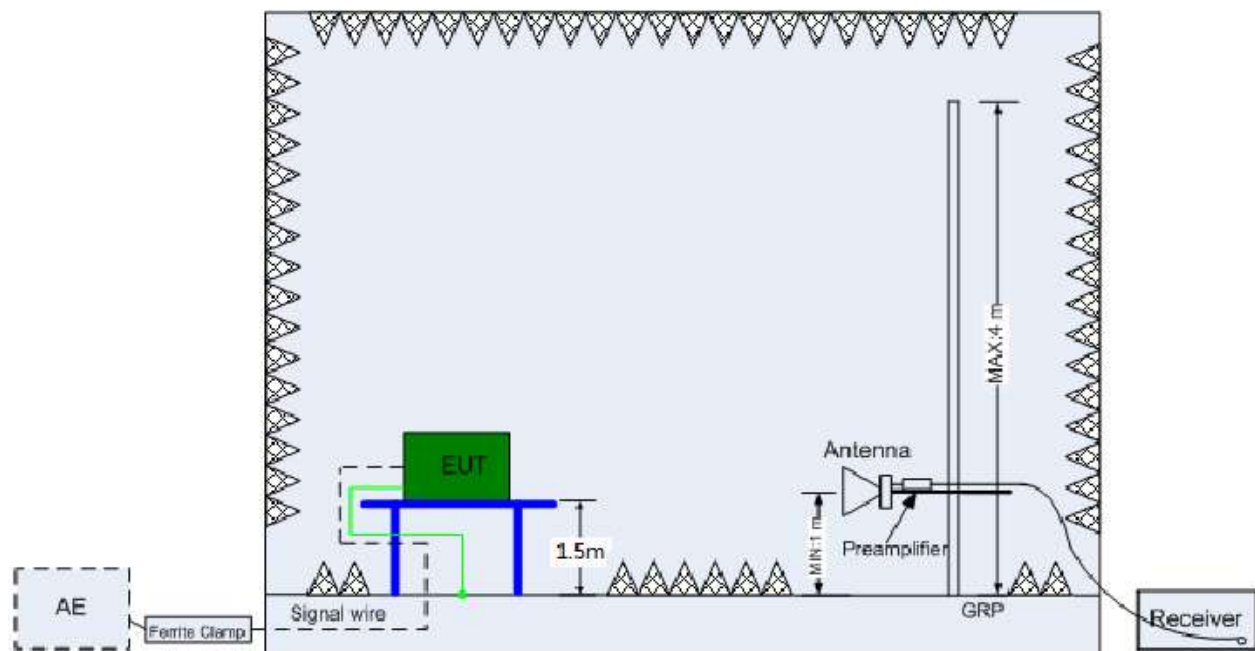 EUT
Antenna
MAX:4 m
1.5m
MIN:1 m
Preamplifier
AE
Ferrite Clamp
Signal wire
GRP
Receiver